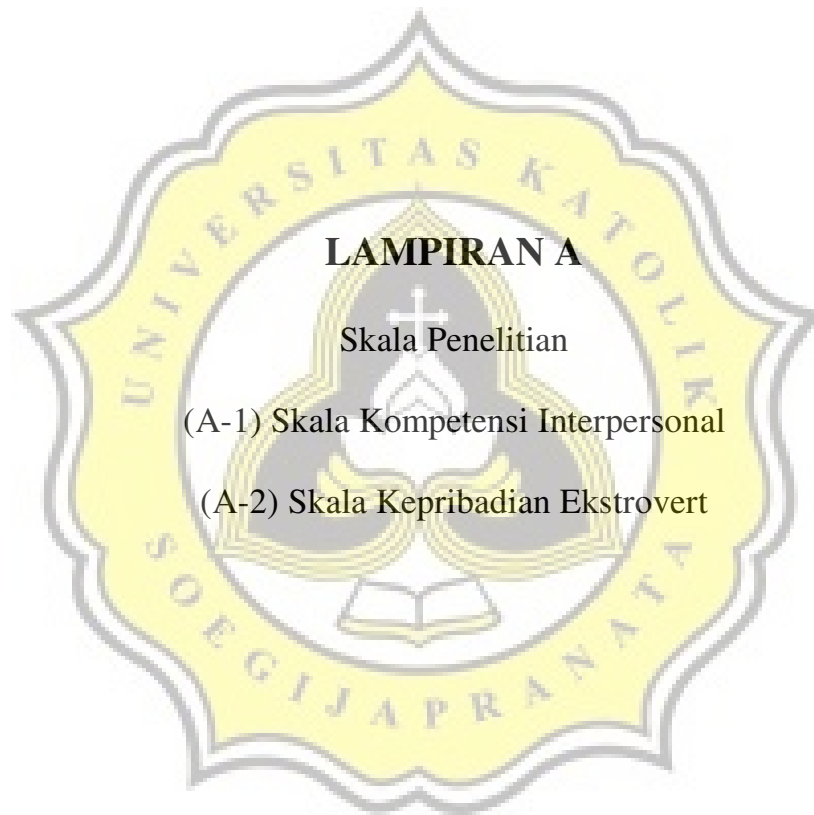 UNIVERSITAS KATOLIK
LAMPIRAN A
Skala Penelitian
(A-1) Skala Kompetensi Interpersonal
(A-2) Skala Kepribadian Ekstrovert
SOEGIJAPRANATA